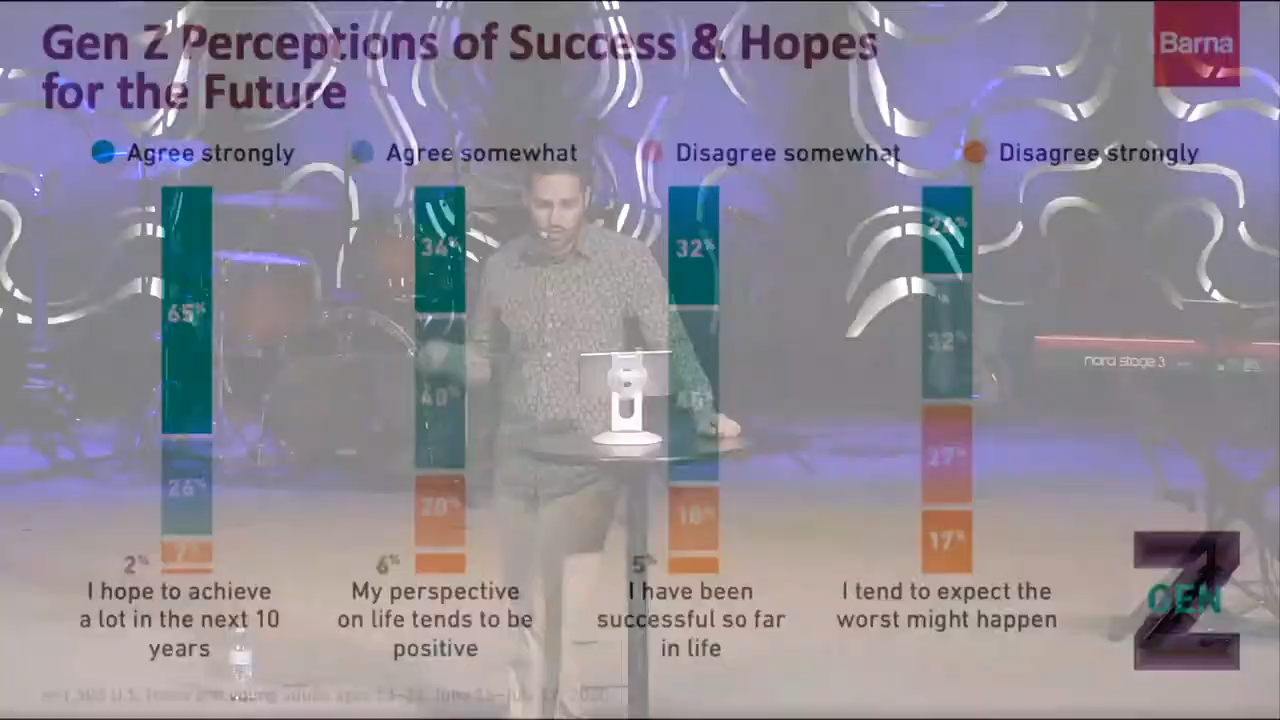 Gen Z Perceptions of Success & Hopes
for the Future
Barna
Agree strongly
Agree somewhat
Disagree somewhat
Disagree strongly
65%
26%
7%
2%
34%
40%
20%
6%
32%
18%
5%
32%
27%
17%
I hope to achieve
a lot in the next 10
years
My perspective
on life tends to be
positive
I have been
successful so far
in life
I tend to expect the
worst might happen
GEN
Z
nord stage 3